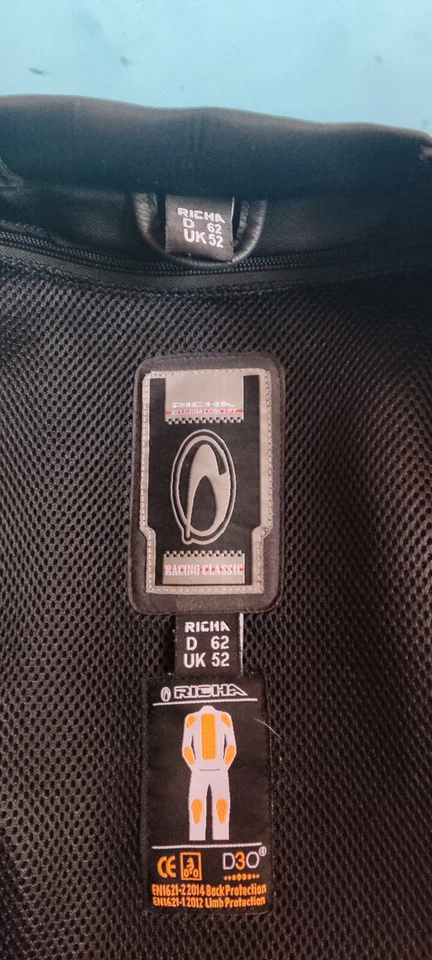 RICHA
D 62
UK 52
RICHA
BELGIUM CONCEPT
RACING CLASSIC
RICHA
D 62
UK 52
RICHA
CE D3O
EN1621-2 2014 Back Protection
EN1621-1 2012 Limb Protection